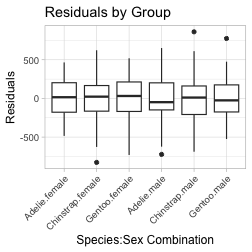 Residuals by Group
Residuals
500
0
-500
Adelie.female
Chinstrap.female
Gentoo.female
Adelie.male
Chinstrap.male
Gentoo.male
Species:Sex Combination